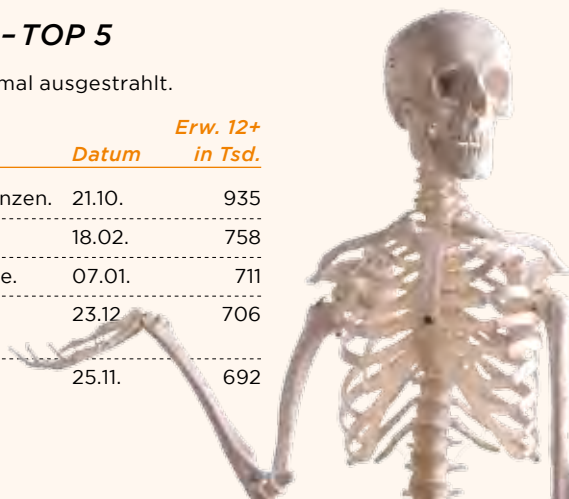 – TOP 5
mal ausgestrahlt.
Erw. 12+
Datum in Tsd.
nzen. 21.10. 935
18.02. 758
e. 07.01. 711
23.12 706
25.11. 692